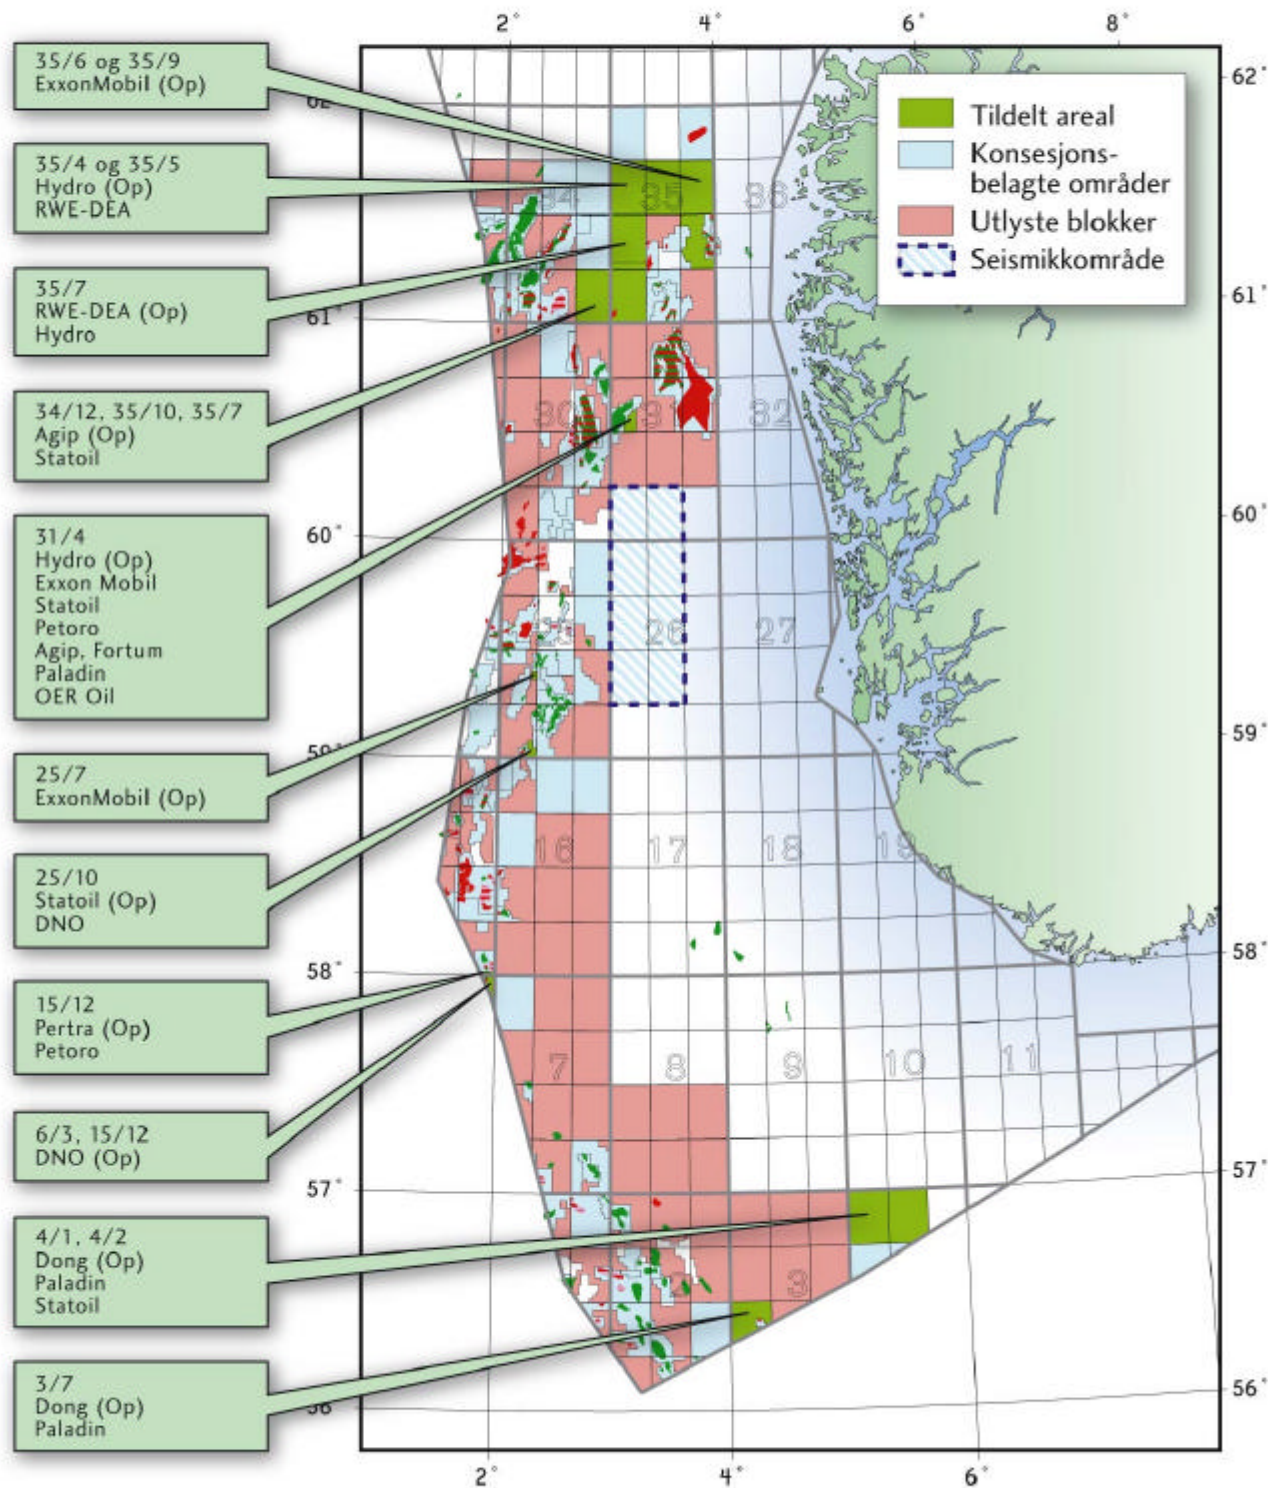 2°
4°
6°
8°
35/6 og 35/9
ExxonMobil (Op)
35/4 og 35/5
Hydro (Op)
RWE-DEA
35/7
RWE-DEA (Op)
Hydro
34/12, 35/10, 35/7
Agip (Op)
Statoil
31/4
Hydro (Op)
Exxon Mobil
Statoil
Petoro
Agip, Fortum
Paladin
OER Oil
25/7
ExxonMobil (Op)
25/10
Statoil (Op)
DNO
15/12
Pertra (Op)
Petoro
6/3, 15/12
DNO (Op)
4/1, 4/2
Dong (Op)
Paladin
Statoil
3/7
Dong (Op)
Paladin
Tildelt areal
Konsesjons-
belagte områder
Utlyste blokker
Seismikkområde
61°
60°
58°
57°
62°
61°
60°
59°
58°
57°
56°
35
30
31
32
26
27
16
17
18
19
7
8
9
10
11
3
2°
4°
6°